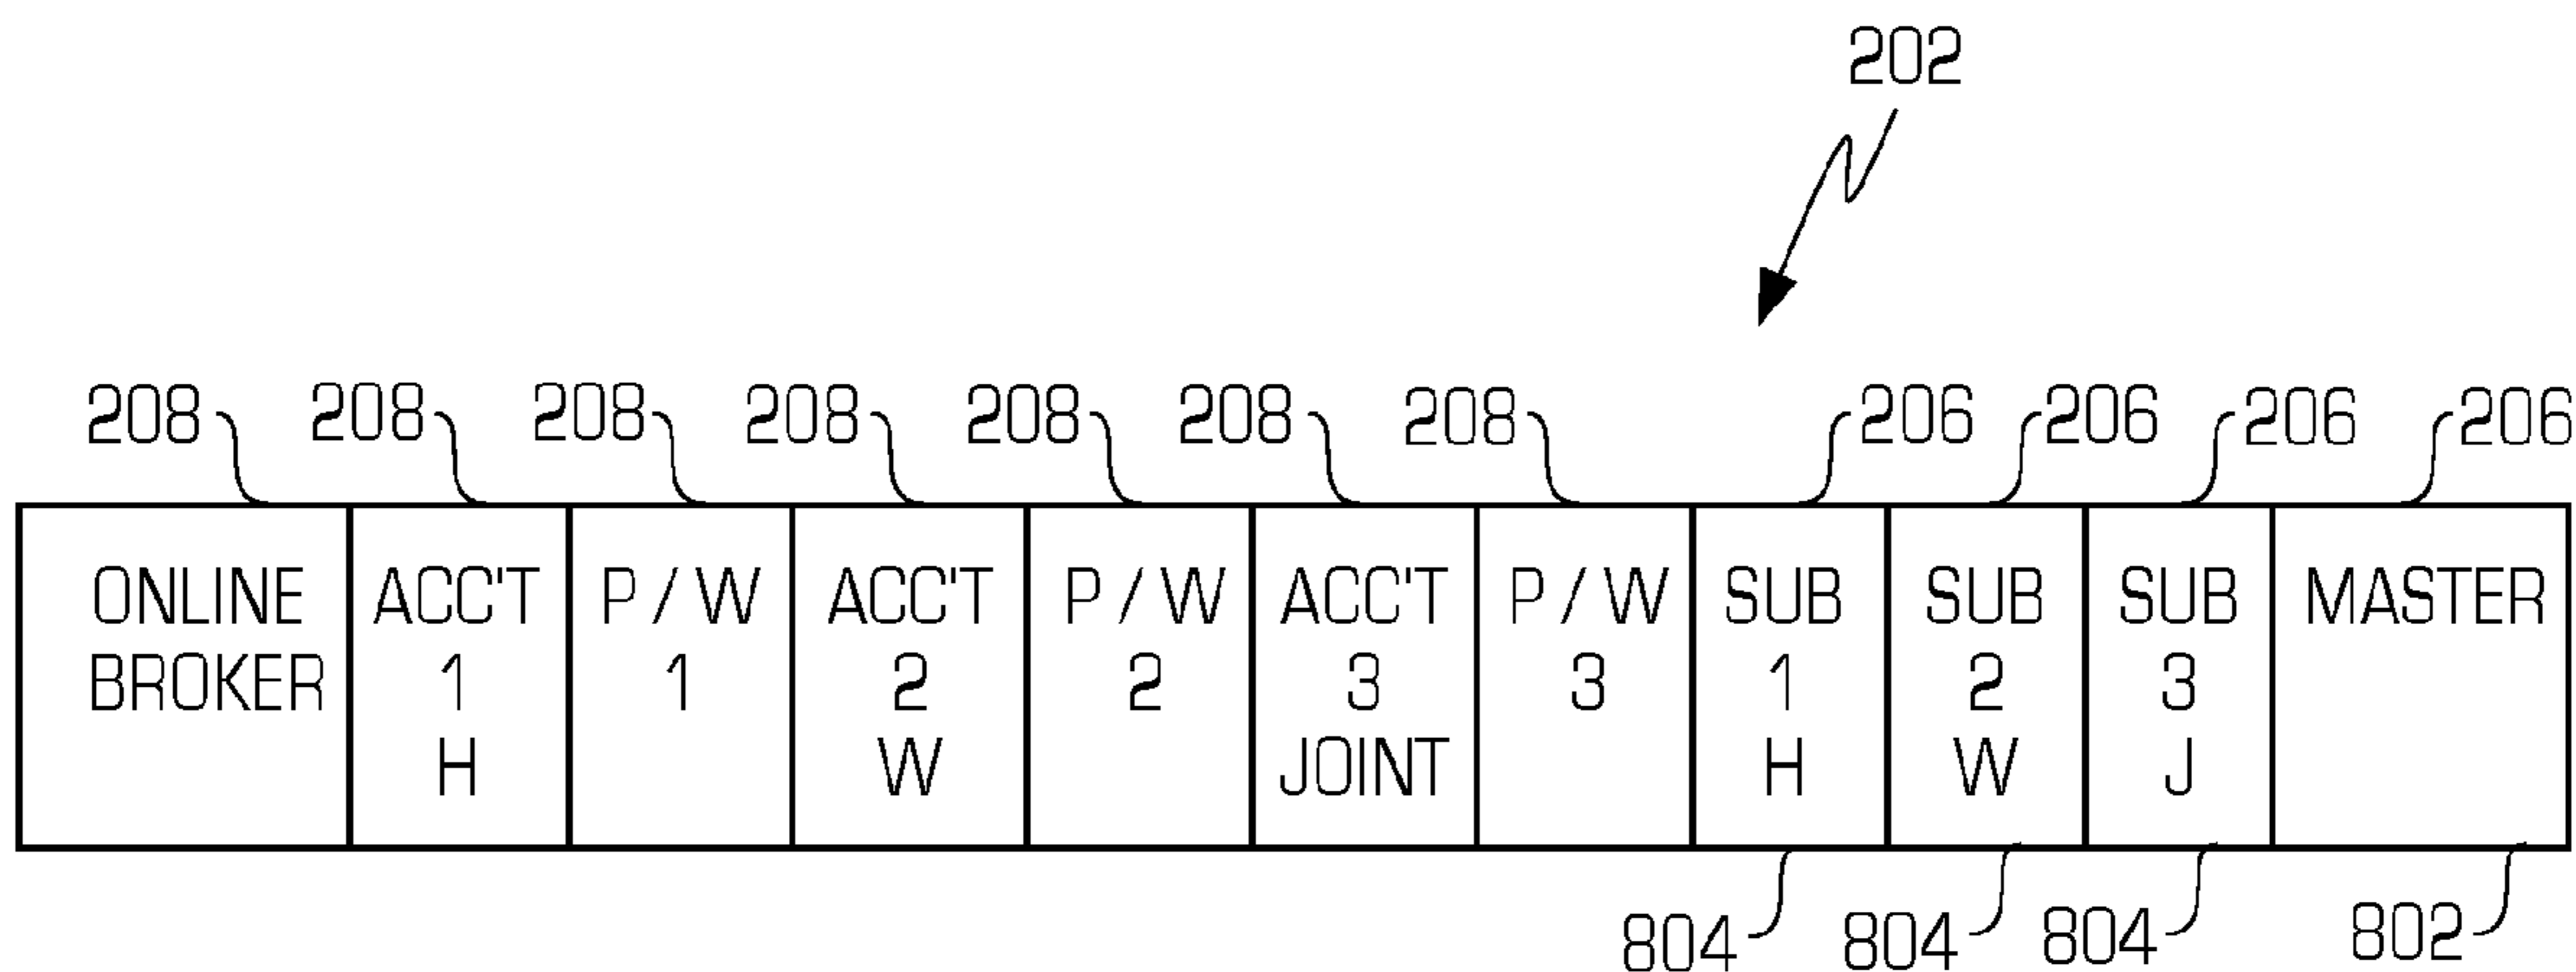 202
208 208 208 208 208 208 208 206 206 206 206
ONLINE ACC'T P / W ACC'T P / W ACC'T P / W SUB SUB SUB MASTER
BROKER 1 1 2 2 3 3 1 2 3
H W JOINT H W J
804 804 804 802